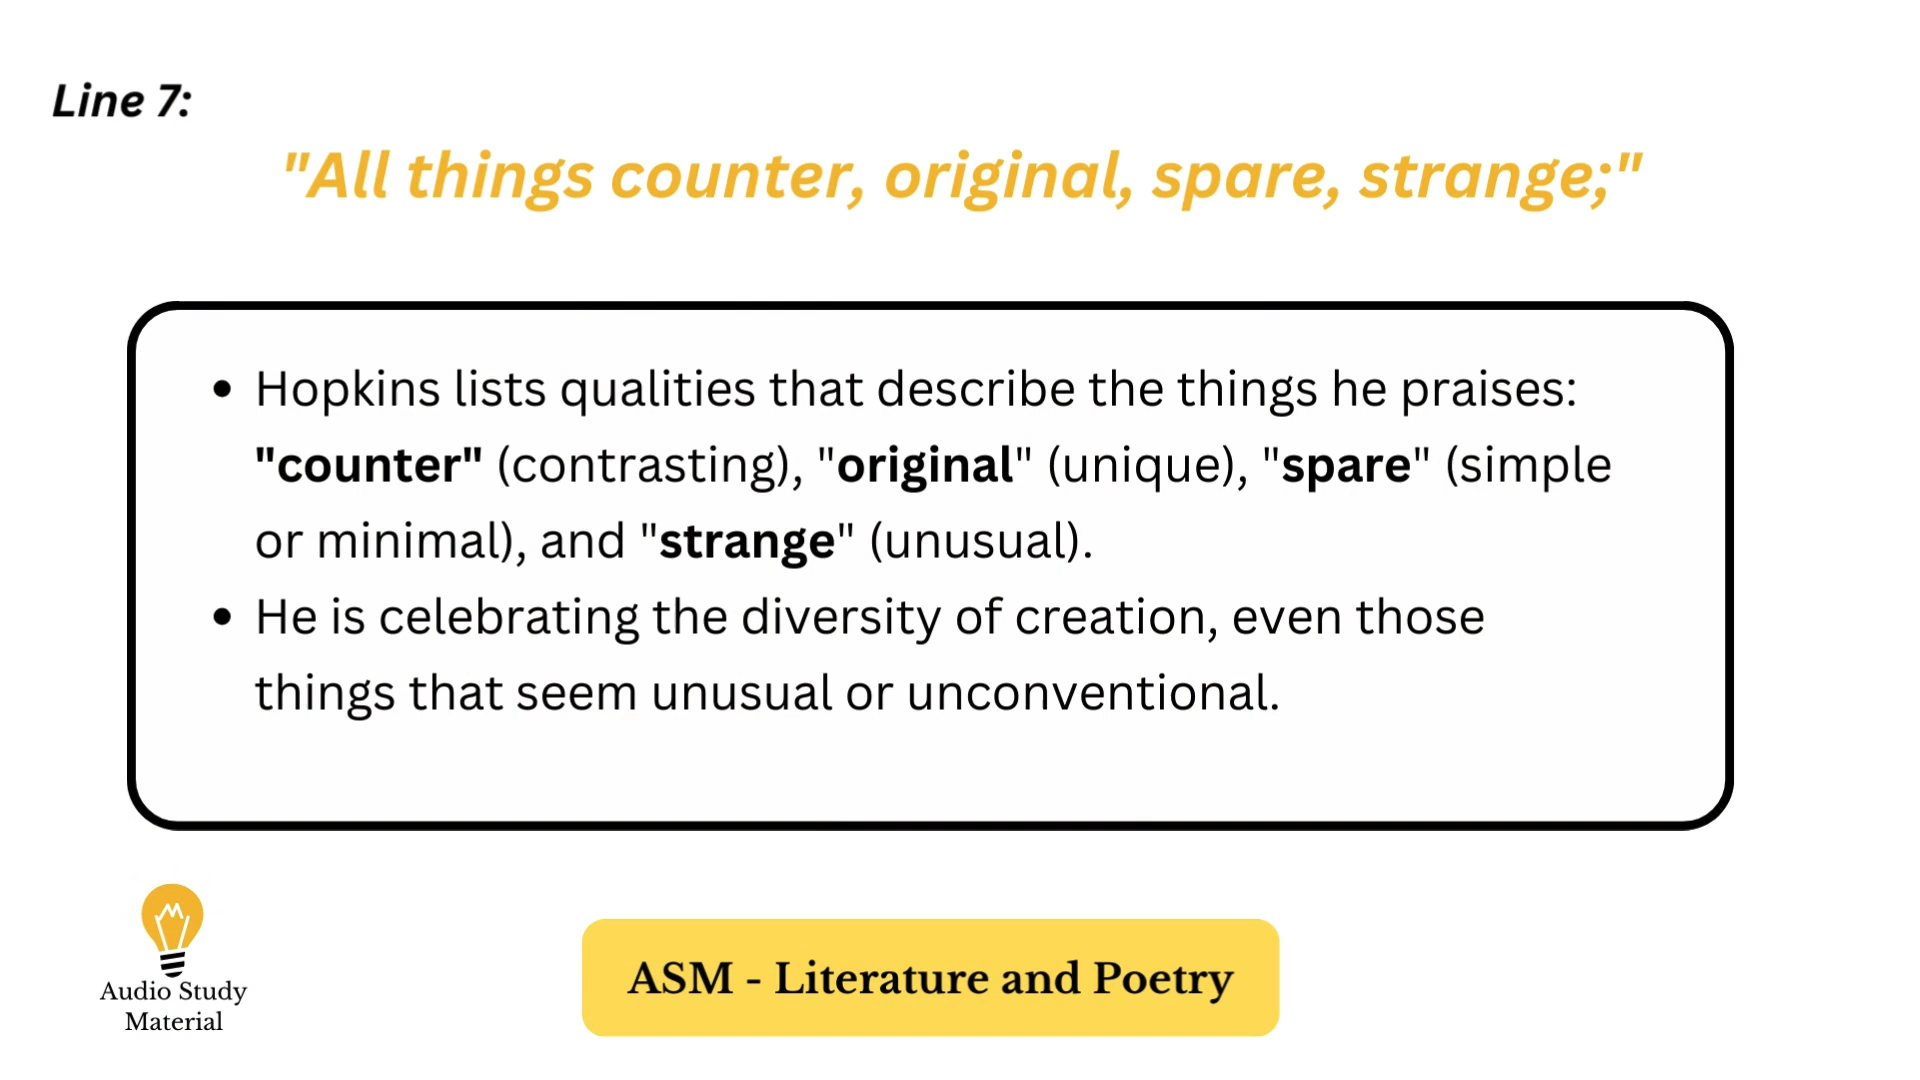 Line 7:
"All things counter, original, spare, strange;"
• Hopkins lists qualities that describe the things he praises:
"counter" (contrasting), "original" (unique), "spare" (simple
or minimal), and "strange" (unusual).
• He is celebrating the diversity of creation, even those
things that seem unusual or unconventional.
Audio Study
Material
ASM - Literature and Poetry